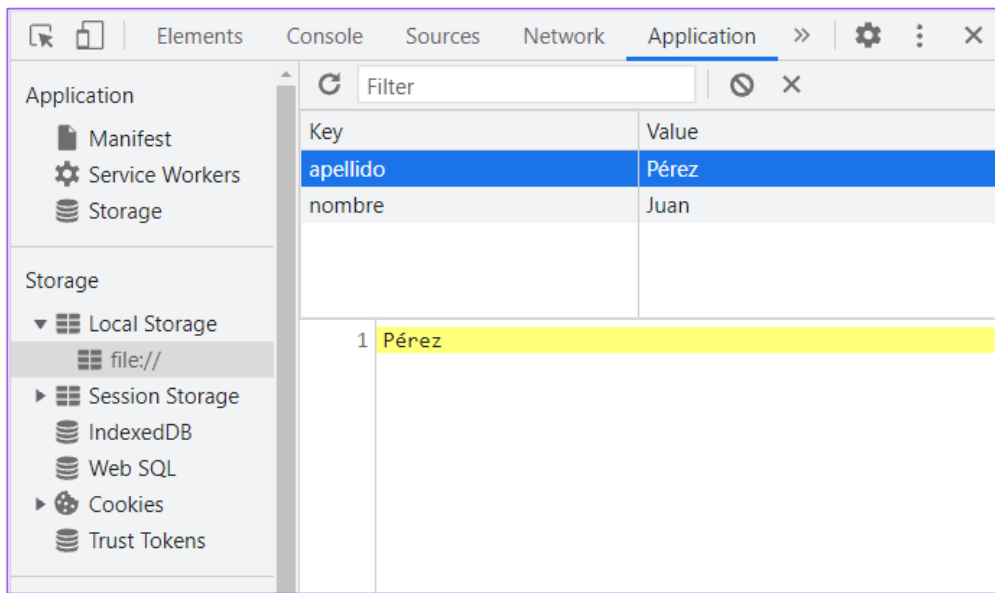 Elements Console Sources Network Application
Application
Manifest
Service Workers
Storage
Storage
Local Storage
file://
Session Storage
IndexedDB
Web SQL
Cookies
Trust Tokens
Filter
Key Value
apellido Pérez
nombre Juan
1 Pérez